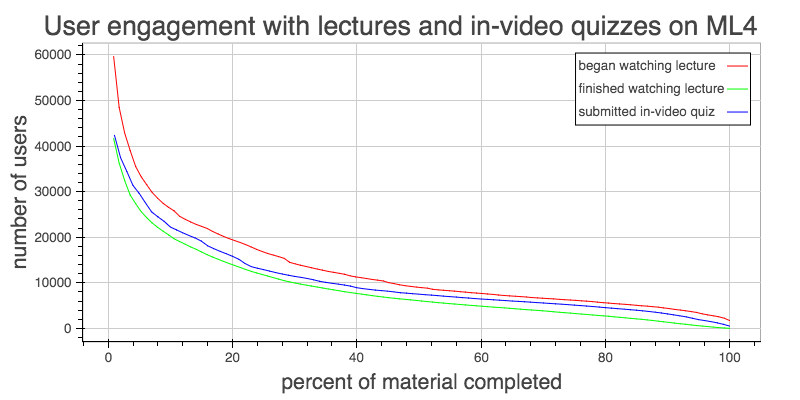 User engagement with lectures and in-video quizzes on ML4
began watching lecture
finished watching lecture
submitted in-video quiz
number of users
60000
50000
40000
30000
20000
10000
0
0 20 40 60 80 100
percent of material completed